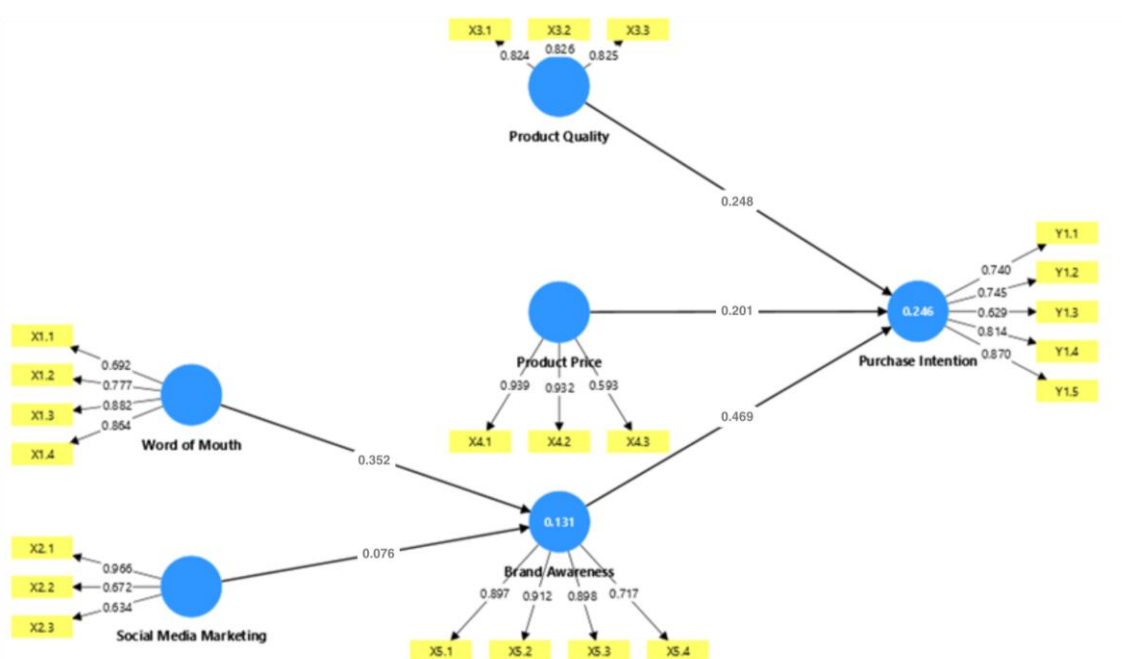 X3.1 X3.2 X3.3
0.824 0.826 0.825
Product Quality
0.248
Y1.1
0.740
Y1.2
0.745
0.201
0.246
0.629
Y1.3
0.814
Y1.4
0.870
Purchase Intention
Y1.5
Product Price
0.939 0.932 0.593
X4.1 X4.2 X4.3
X1.1
0.692
X1.2
0.777
X1.3
0.882
0.864
X1.4
Word of Mouth
0.352
0.469
0.131
Brand Awareness
0.897 0.912 0.898 0.717
X5.1 X5.2 X5.3 X5.4
X2.1
0.966
0.076
X2.2
0.672
0.634
X2.3
Social Media Marketing